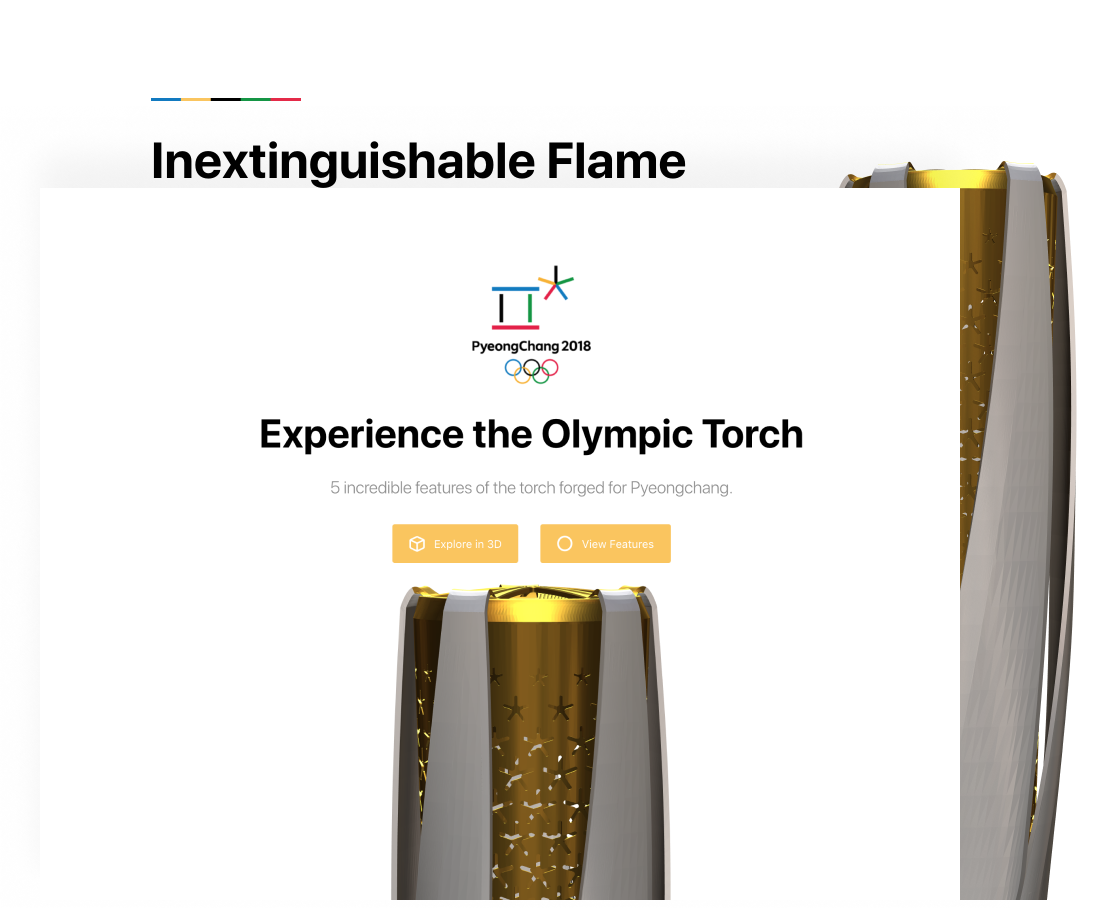 Inextinguishable Flame
PyeongChang 2018
Experience the Olympic Torch
5 incredible features of the torch forged for Pyeongchang.
Explore in 3D
View Features